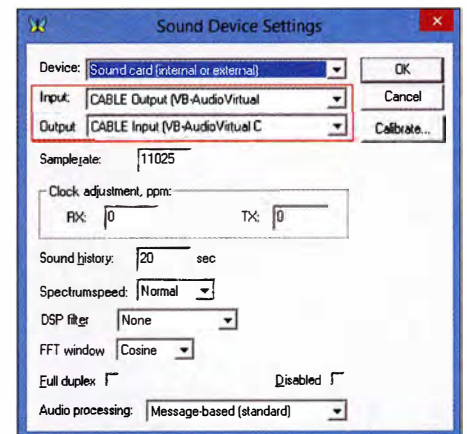 Sound Device Settings
Device: Sound card (internal or external) OK
Input: CABLE Output (VB-AudioVirtual Cancel
Output CABLE Input (VB-AudioVirtual C Calibrate...
Samplerate: 11025
Clock adjustment, ppm:
RX: 0 TX: 0
Sound history: 20 sec
Spectrumspeed: Normal
DSP filter None
FFT window Cosine
Full duplex Disabled
Audio processing: Message-based (standard)